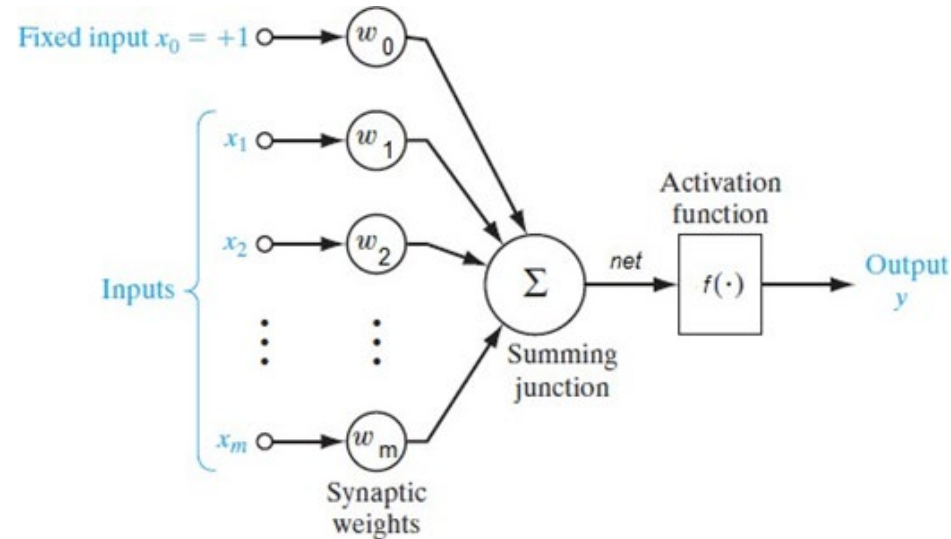 Fixed input x₀ = +1
w₀
x₁
w₁
Activation
function
x₂
w₂
Σ
net
f(·)
Output
y
Inputs
Summing
junction
xₘ
wₘ
Synaptic
weights